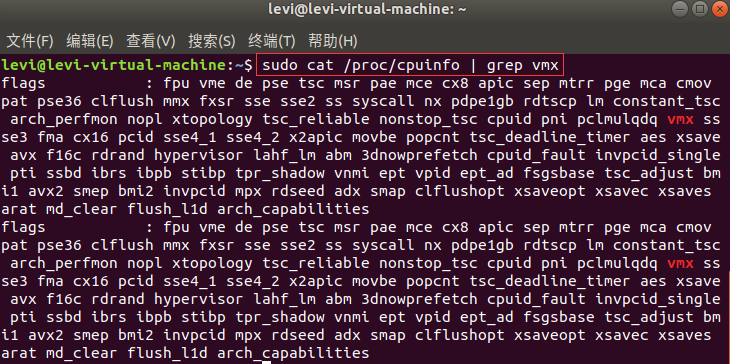 levi@levi-virtual-machine: ~
文件(F) 编辑(E) 查看(V) 搜索(S) 终端(T) 帮助(H)
levi@levi-virtual-machine:~$ sudo cat /proc/cpuinfo | grep vmx
flags : fpu vme de pse tsc msr pae mce cx8 apic sep mtrr pge mca cmov
pat pse36 clflush mmx fxsr sse sse2 ss syscall nx pdpe1gb rdtscp lm constant_tsc
arch_perfmon nopl xtopology tsc_reliable nonstop_tsc cpuid pni pclmulqdq vmx ss
se3 fma cx16 pcid sse4_1 sse4_2 x2apic movbe popcnt tsc_deadline_timer aes xsave
avx f16c rdrand hypervisor lahf_lm abm 3dnowprefetch cpuid_fault invpcid_single
pti ssbd ibrs ibpb stibp tpr_shadow vnmi ept vpid ept_ad fsgsbase tsc_adjust bm
i1 avx2 smep bmi2 invpcid mpx rdseed adx smap clflushopt xsaveopt xsavec xsaves
arat md_clear flush_l1d arch_capabilities
flags : fpu vme de pse tsc msr pae mce cx8 apic sep mtrr pge mca cmov
pat pse36 clflush mmx fxsr sse sse2 ss syscall nx pdpe1gb rdtscp lm constant_tsc
arch_perfmon nopl xtopology tsc_reliable nonstop_tsc cpuid pni pclmulqdq vmx ss
se3 fma cx16 pcid sse4_1 sse4_2 x2apic movbe popcnt tsc_deadline_timer aes xsave
avx f16c rdrand hypervisor lahf_lm abm 3dnowprefetch cpuid_fault invpcid_single
pti ssbd ibrs ibpb stibp tpr_shadow vnmi ept vpid ept_ad fsgsbase tsc_adjust bm
i1 avx2 smep bmi2 invpcid mpx rdseed adx smap clflushopt xsaveopt xsavec xsaves
arat md_clear flush_l1d arch_capabilities